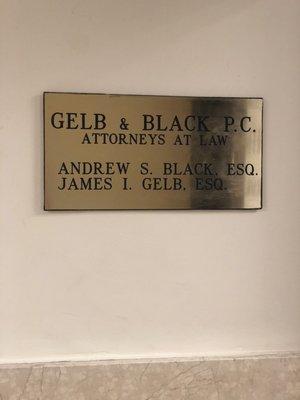 GELB & BLACK P.C.
ATTORNEYS AT LAW
ANDREW S. BLACK, ESQ.
JAMES I. GELB, ESQ.